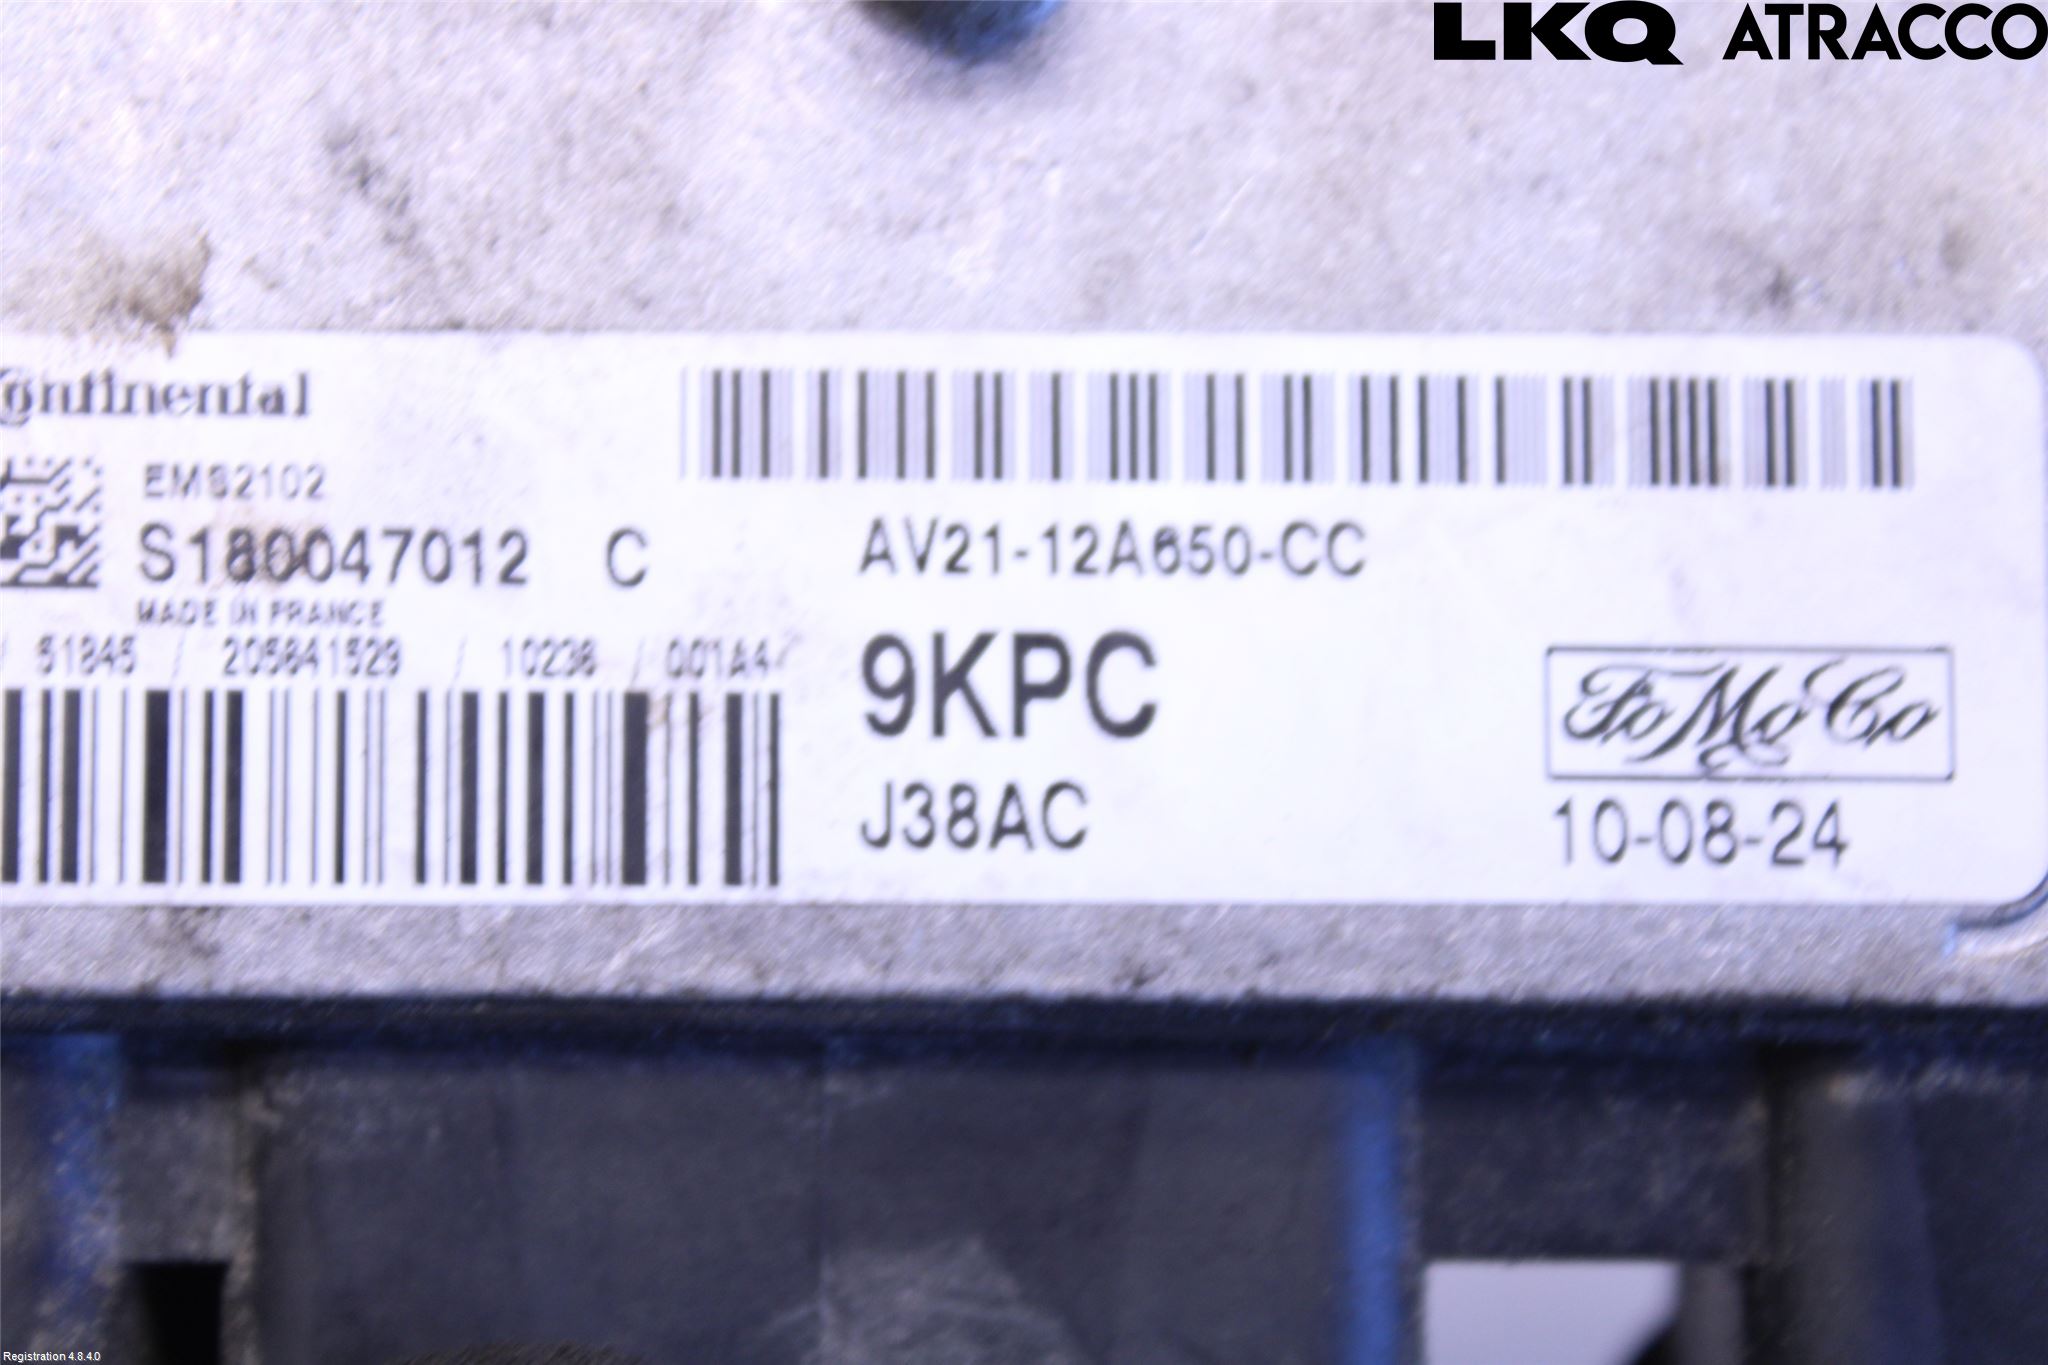 LKQ ATRACCO
Continental
EMS2102
S180047012 C
MADE IN FRANCE
51845 / 205841529 / 10236 / 001A4
AV21-12A650-CC
9KPC
J38AC
FoMoCo
10-08-24
Registration 4.8.4.0